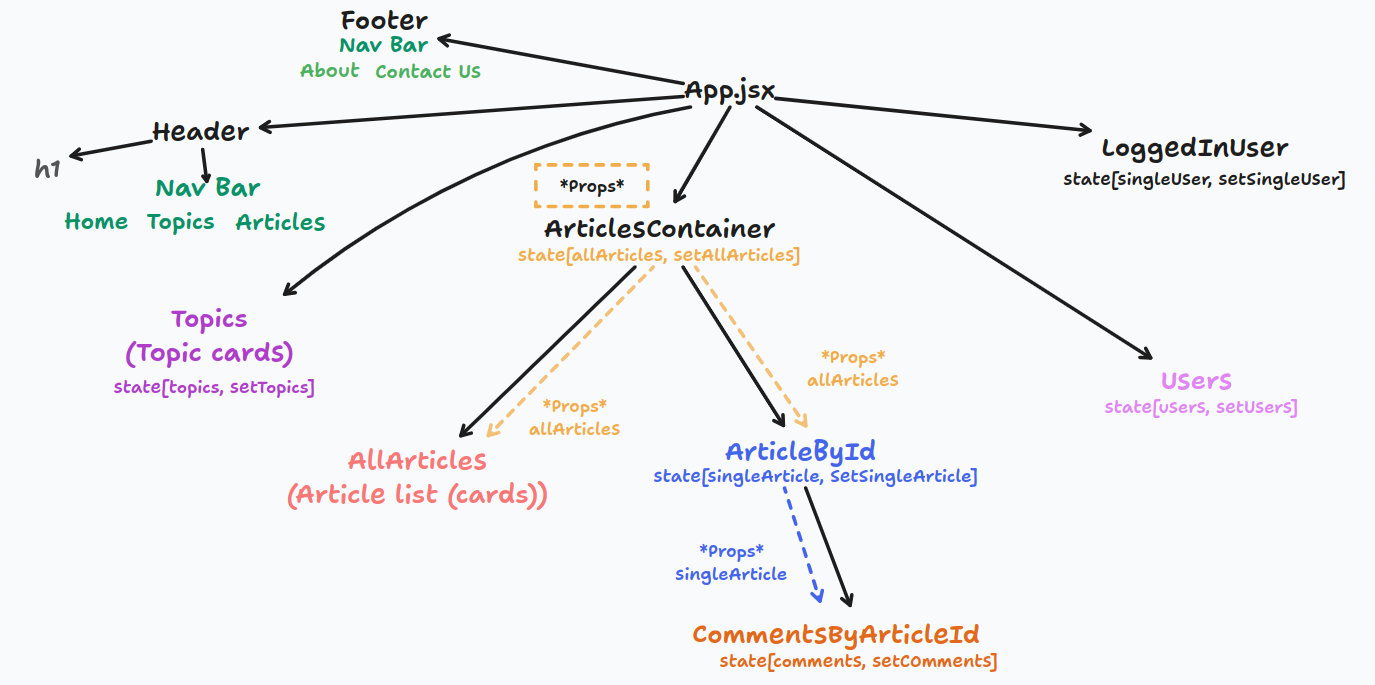 Footer
Nav Bar
About Contact Us
App.jsx
Header
h1
Nav Bar
Home Topics Articles
LoggedInUser
state[singleUser, setSingleUser]
*Props*
ArticlesContainer
state[allArticles, setAllArticles]
Topics
(Topic cards)
state[topics, setTopics]
*Props*
allArticles
*Props*
allArticles
Users
state[users, setUsers]
AllArticles
(Article list (cards))
ArticleById
state[singleArticle, SetSingleArticle]
*Props*
singleArticle
CommentsByArticleId
state[comments, setCOmments]